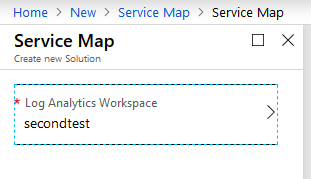 Home > New > Service Map > Service Map
Service Map
Create new Solution
* Log Analytics Workspace
secondtest